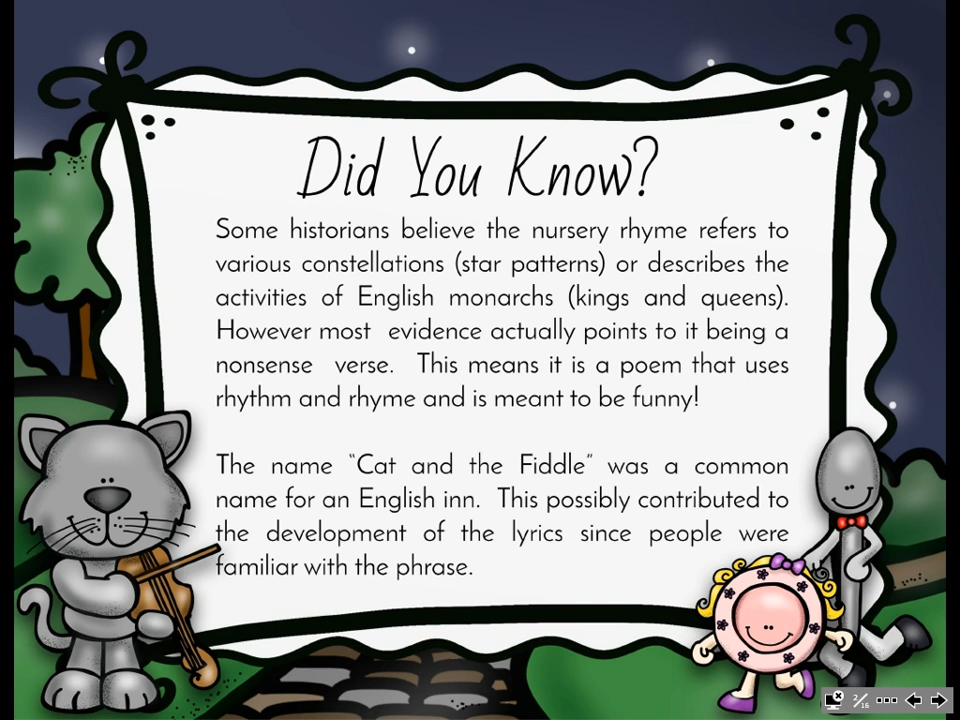 Did You Know?
Some historians believe the nursery rhyme refers to
various constellations (star patterns) or describes the
activities of English monarchs (kings and queens).
However most evidence actually points to it being a
nonsense verse. This means it is a poem that uses
rhythm and rhyme and is meant to be funny!
The name “Cat and the Fiddle” was a common
name for an English inn. This possibly contributed to
the development of the lyrics since people were
familiar with the phrase.
2/16